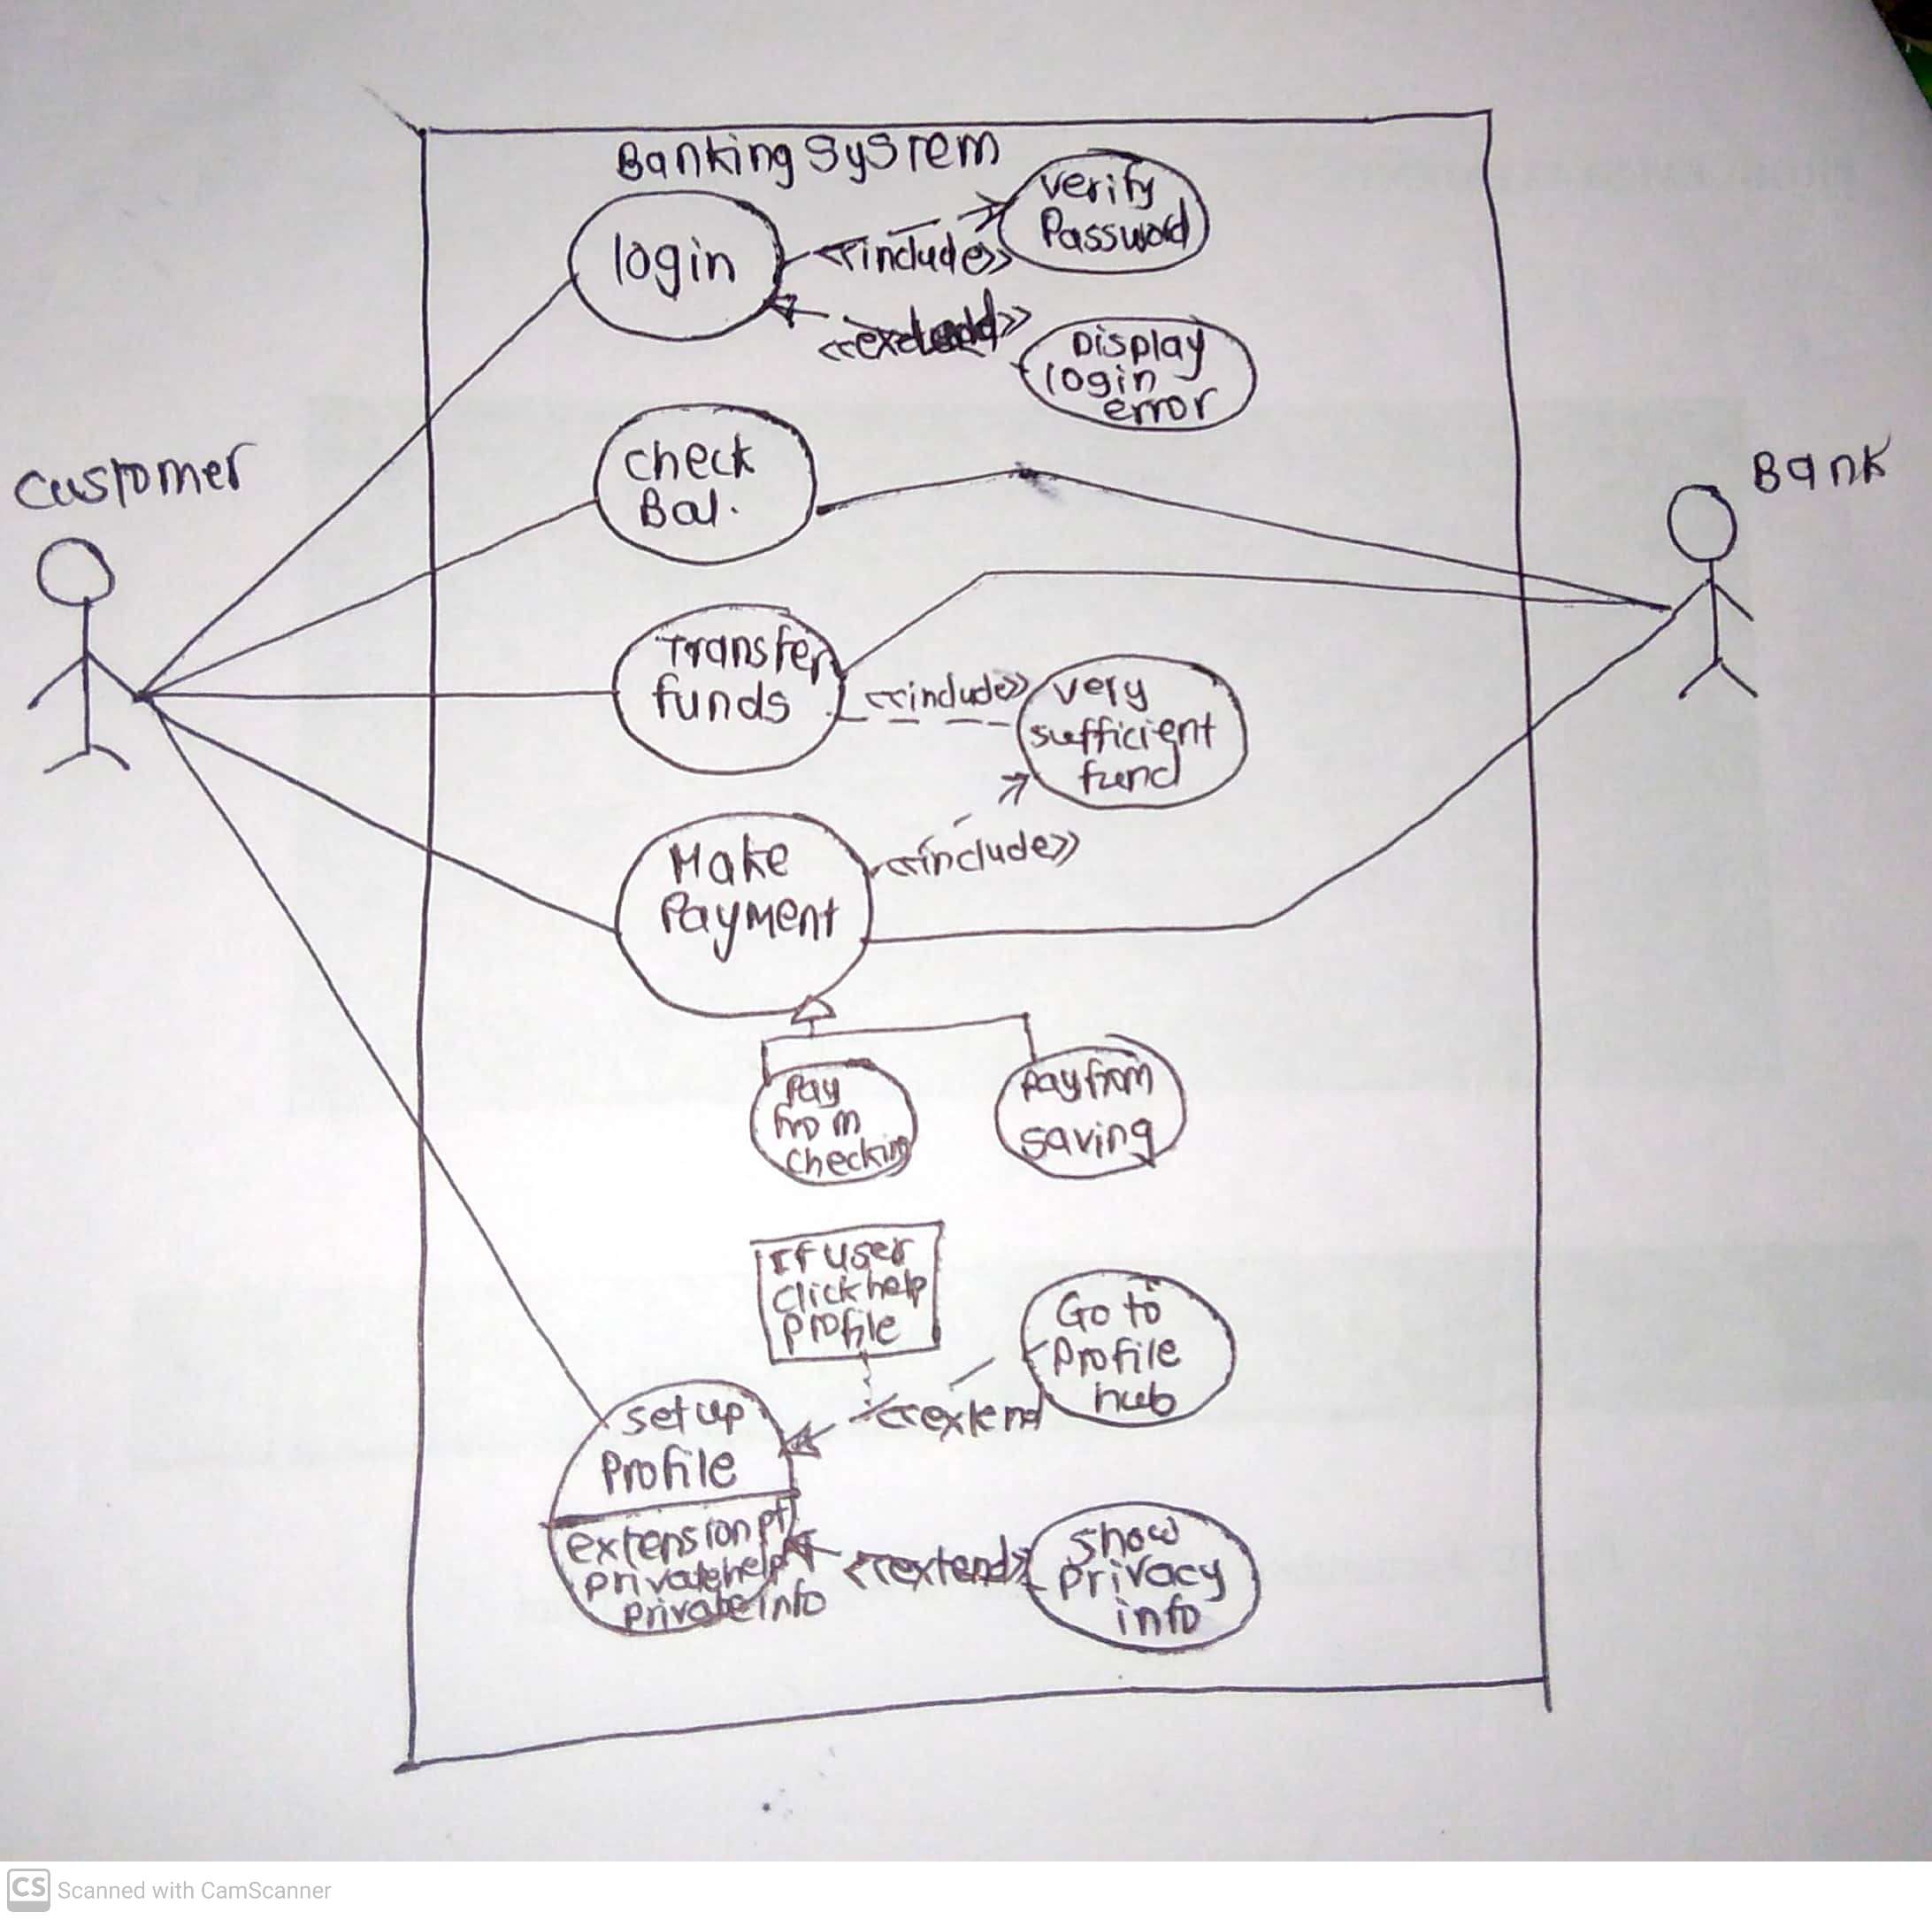 Banking System
login
<<include>>
verify
Password
Display
login
error
Customer
Bank
check
Bal.
Transfer
funds
<<include>>
very
sufficient
fund
Make
Payment
<<include>>
Pay
from
checking
Pay from
saving
If user
click help
profile
Go to
Profile
hub
<<extend
set up
Profile
extension pt
private help
private info
<<extend>>
show
privacy
info
CS Scanned with CamScanner